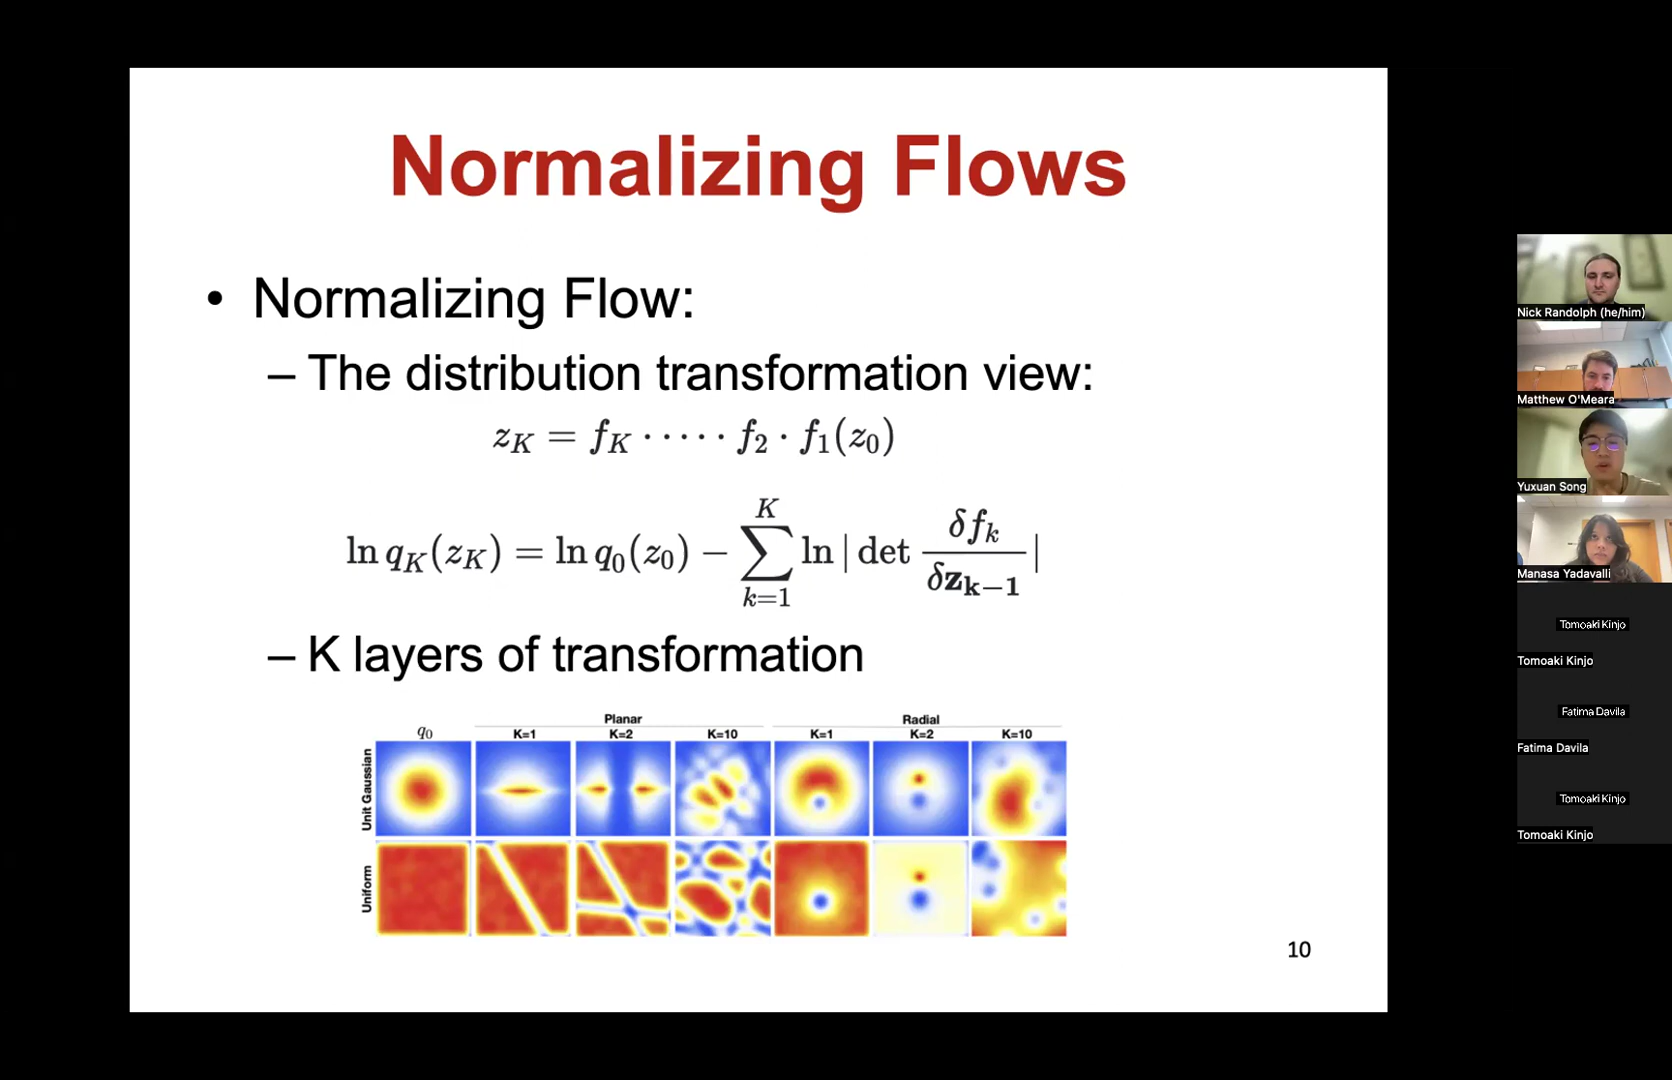 Normalizing Flows
• Normalizing Flow:
– The distribution transformation view:
z_K = f_K · · · · · f_2 · f_1(z_0)
ln q_K(z_K) = ln q_0(z_0) − ∑_{k=1}^{K} ln | det δf_k / δz_{k−1} |
– K layers of transformation
Planar Radial
q_0 K=1 K=2 K=10 K=1 K=2 K=10
Unit Gaussian
Uniform
10
Nick Randolph (he/him)
Matthew O'Meara
Yuxuan Song
Manasa Yadavalli
Tomoaki Kinjo
Tomoaki Kinjo
Fatima Davila
Fatima Davila
Tomoaki Kinjo
Tomoaki Kinjo